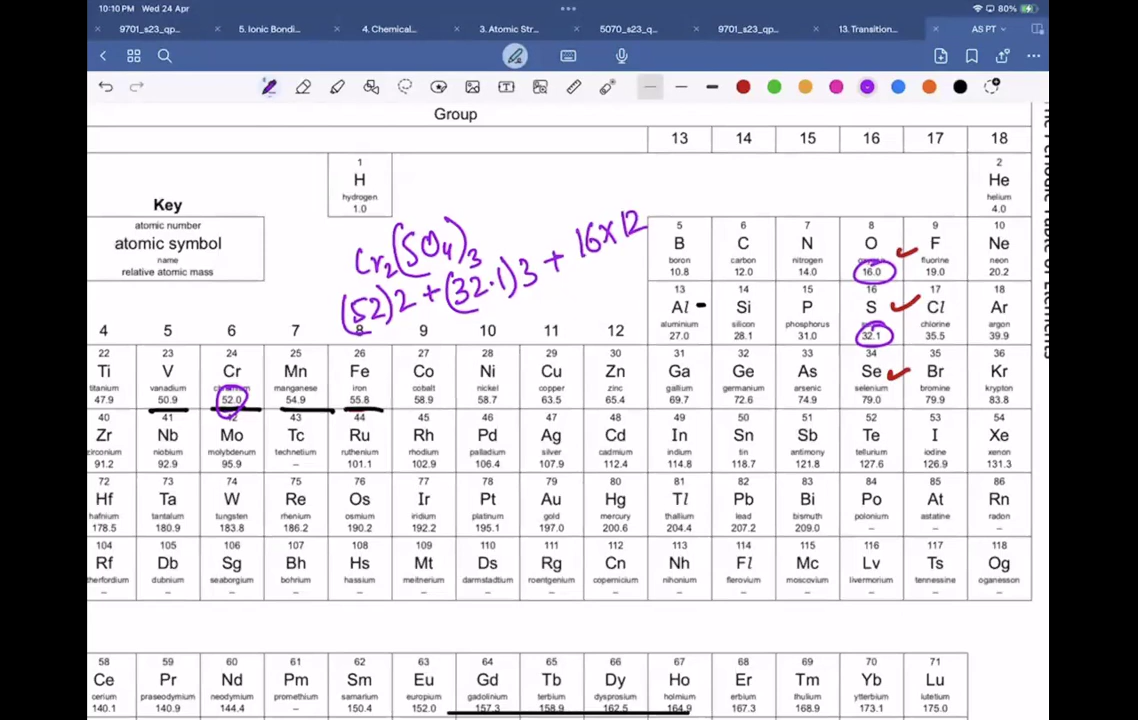 10:10 PM Wed 24 Apr
80%
9701_s23_qp...
5. Ionic Bondi...
4. Chemical...
3. Atomic Str...
5070_s23_q...
9701_s23_qp...
13. Transition...
AS PT
Group
13 14 15 16 17 18
1 2
H He
hydrogen helium
1.0 4.0
Key
atomic number
atomic symbol
name
relative atomic mass
Cr₂(SO₄)₃
(52)2 + (32.1)3 + 16×12
5 6 7 8 9 10
B C N O F Ne
boron carbon nitrogen fluorine neon
10.8 12.0 14.0 16.0 19.0 20.2
13 14 15 16 17 18
Al Si P S Cl Ar
aluminium silicon phosphorus chlorine argon
27.0 28.1 31.0 32.1 35.5 39.9
4 5 6 7 8 9 10 11 12
22 23 24 25 26 27 28 29 30 31 32 33 34 35 36
Ti V Cr Mn Fe Co Ni Cu Zn Ga Ge As Se Br Kr
titanium vanadium chromium manganese iron cobalt nickel copper zinc gallium germanium arsenic selenium bromine krypton
47.9 50.9 52.0 54.9 55.8 58.9 58.7 63.5 65.4 69.7 72.6 74.9 79.0 79.9 83.8
40 41 42 43 44 45 46 47 48 49 50 51 52 53 54
Zr Nb Mo Tc Ru Rh Pd Ag Cd In Sn Sb Te I Xe
zirconium niobium molybdenum technetium ruthenium rhodium palladium silver cadmium indium tin antimony tellurium iodine xenon
91.2 92.9 95.9 – 101.1 102.9 106.4 107.9 112.4 114.8 118.7 121.8 127.6 126.9 131.3
72 73 74 75 76 77 78 79 80 81 82 83 84 85 86
Hf Ta W Re Os Ir Pt Au Hg Tl Pb Bi Po At Rn
hafnium tantalum tungsten rhenium osmium iridium platinum gold mercury thallium lead bismuth polonium astatine radon
178.5 180.9 183.8 186.2 190.2 192.2 195.1 197.0 200.6 204.4 207.2 209.0 – – –
104 105 106 107 108 109 110 111 112 113 114 115 116 117 118
Rf Db Sg Bh Hs Mt Ds Rg Cn Nh Fl Mc Lv Ts Og
therfordium dubnium seaborgium bohrium hassium meitnerium darmstadtium roentgenium copernicium nihonium flerovium moscovium livermorium tennessine oganesson
– – – – – – – – – – – – – – –
58 59 60 61 62 63 64 65 66 67 68 69 70 71
Ce Pr Nd Pm Sm Eu Gd Tb Dy Ho Er Tm Yb Lu
cerium praseodymium neodymium promethium samarium europium gadolinium terbium dysprosium holmium erbium thulium ytterbium lutetium
140.1 140.9 144.4 – 150.4 152.0 157.3 158.9 162.5 164.9 167.3 168.9 173.1 175.0
The Periodic Table of Elements